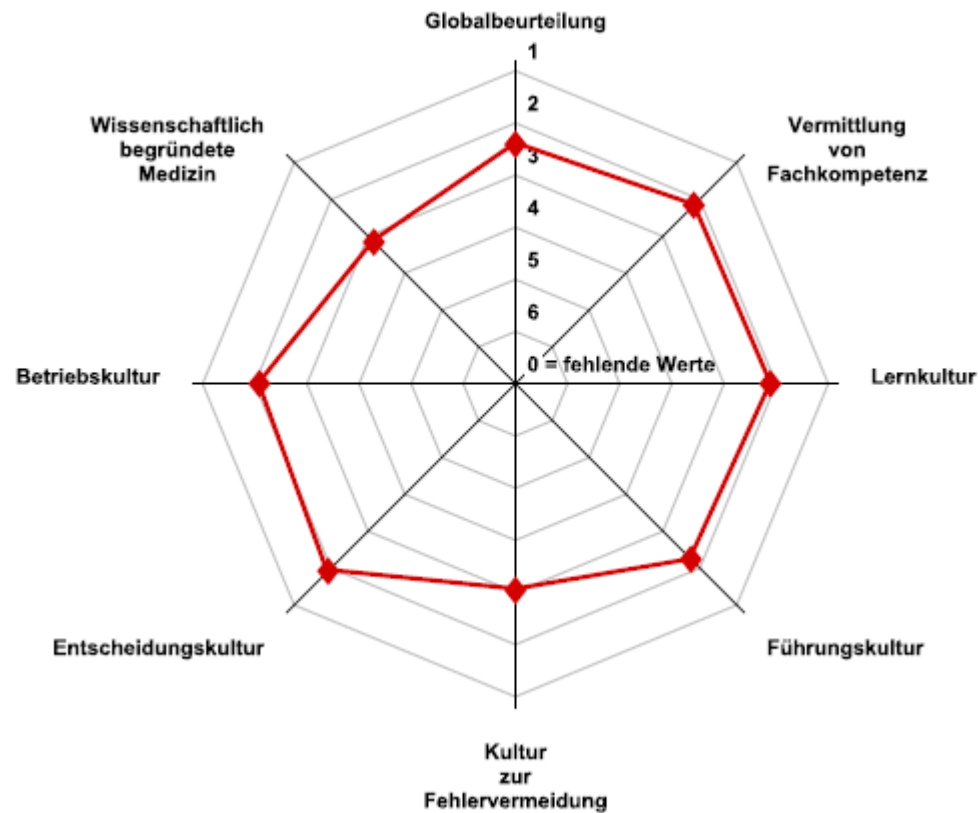 Globalbeurteilung
1
2
3
4
5
6
0 = fehlende Werte
Vermittlung
von
Fachkompetenz
Lernkultur
Führungskultur
Kultur
zur
Fehlervermeidung
Entscheidungskultur
Betriebskultur
Wissenschaftlich
begründete
Medizin